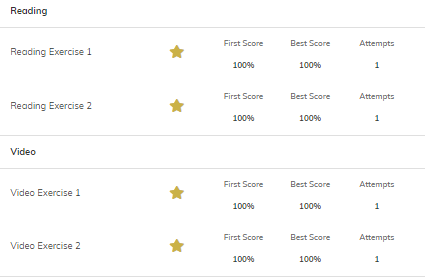 Reading
First Score Best Score Attempts
Reading Exercise 1
100% 100% 1
First Score Best Score Attempts
Reading Exercise 2
100% 100% 1
Video
First Score Best Score Attempts
Video Exercise 1
100% 100% 1
First Score Best Score Attempts
Video Exercise 2
100% 100% 1